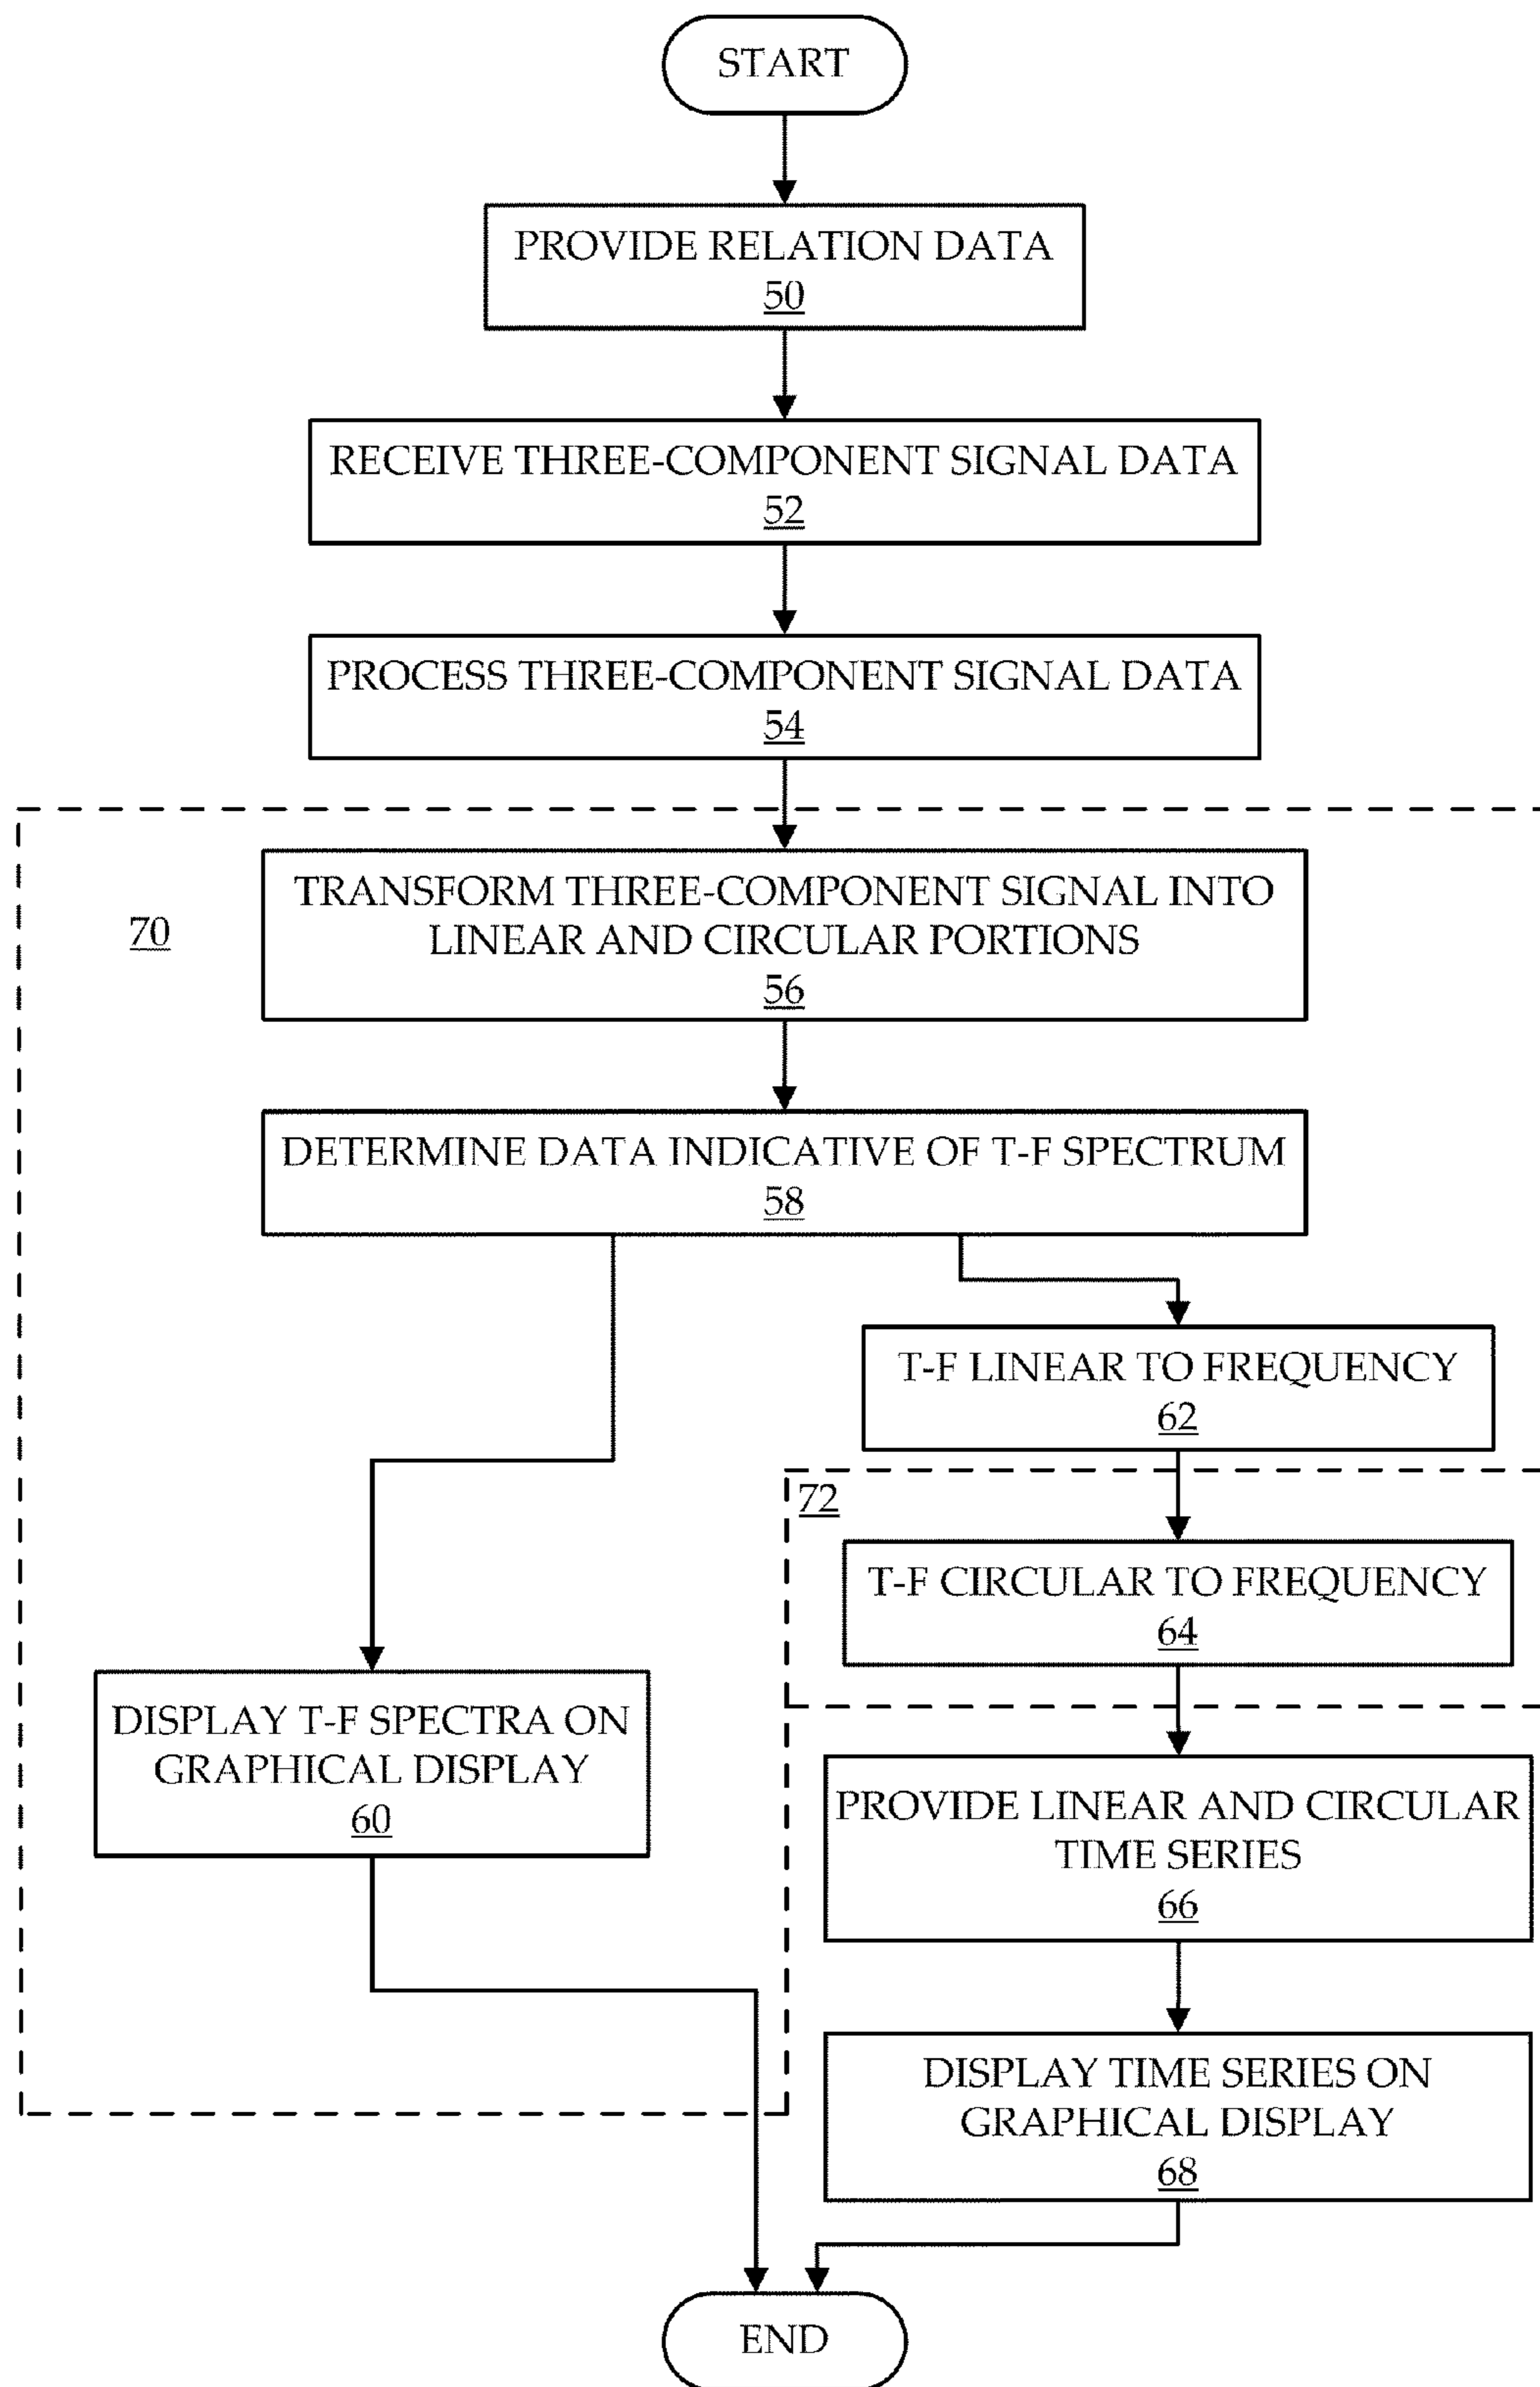 START
PROVIDE RELATION DATA
50
RECEIVE THREE-COMPONENT SIGNAL DATA
52
PROCESS THREE-COMPONENT SIGNAL DATA
54
70
TRANSFORM THREE-COMPONENT SIGNAL INTO
LINEAR AND CIRCULAR PORTIONS
56
DETERMINE DATA INDICATIVE OF T-F SPECTRUM
58
T-F LINEAR TO FREQUENCY
62
72
T-F CIRCULAR TO FREQUENCY
64
DISPLAY T-F SPECTRA ON
GRAPHICAL DISPLAY
60
PROVIDE LINEAR AND CIRCULAR
TIME SERIES
66
DISPLAY TIME SERIES ON
GRAPHICAL DISPLAY
68
END